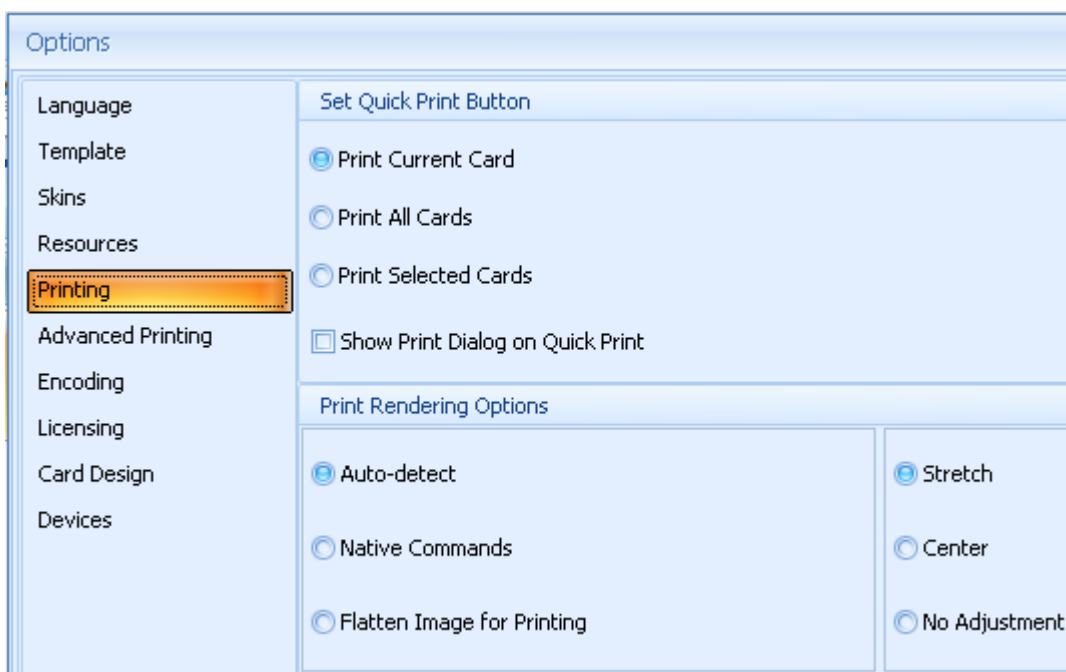 Options
Language
Template
Skins
Resources
Printing
Advanced Printing
Encoding
Licensing
Card Design
Devices
Set Quick Print Button
Print Current Card
Print All Cards
Print Selected Cards
Show Print Dialog on Quick Print
Print Rendering Options
Auto-detect
Native Commands
Flatten Image for Printing
Stretch
Center
No Adjustment